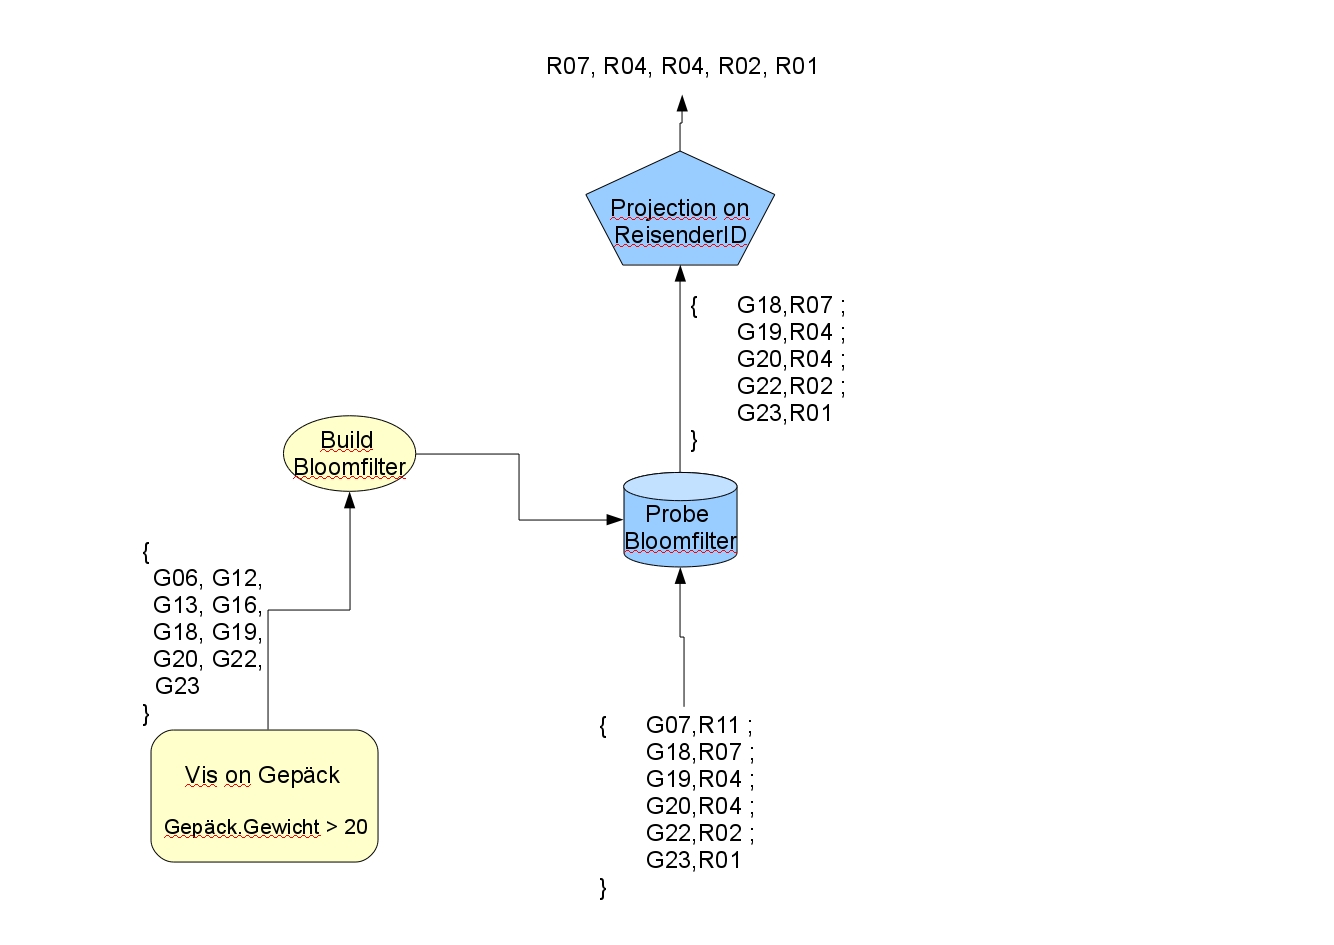 R07, R04, R04, R02, R01
Projection on
ReisenderID
{ G18,R07 ;
G19,R04 ;
G20,R04 ;
G22,R02 ;
G23,R01
}
Build
Bloomfilter
Probe
Bloomfilter
{
G06, G12,
G13, G16,
G18, G19,
G20, G22,
G23
}
Vis on Gepäck
Gepäck.Gewicht > 20
{ G07,R11 ;
G18,R07 ;
G19,R04 ;
G20,R04 ;
G22,R02 ;
G23,R01
}